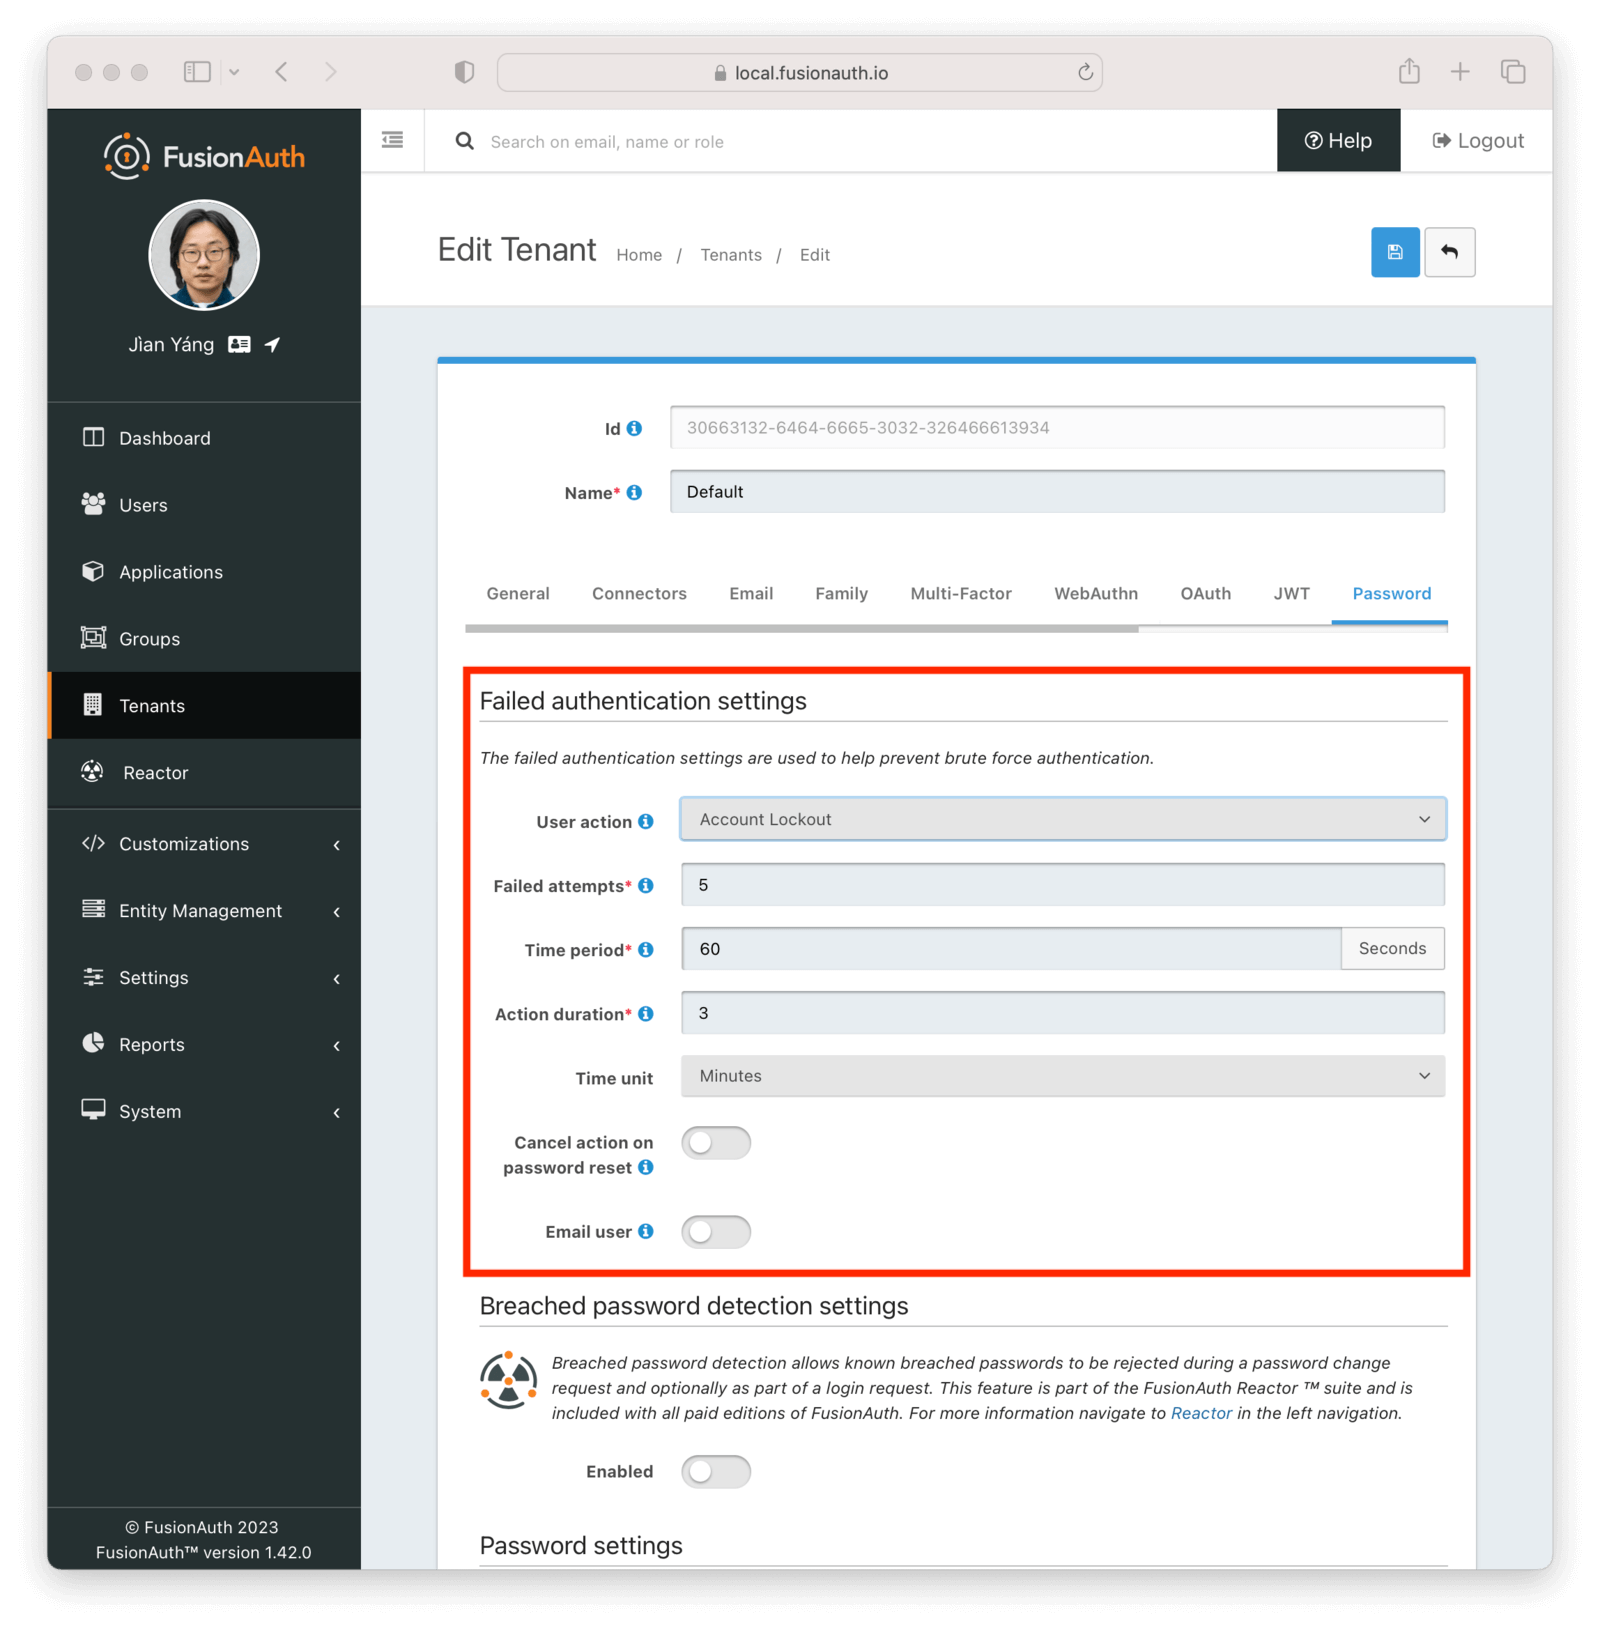 local.fusionauth.io
FusionAuth
Search on email, name or role
Help
Logout
Edit Tenant
Home / Tenants / Edit
Jìan Yáng
Dashboard
Users
Applications
Groups
Tenants
Reactor
Customizations
Entity Management
Settings
Reports
System
© FusionAuth 2023
FusionAuth™ version 1.42.0
Id
30663132-6464-6665-3032-326466613934
Name*
Default
General Connectors Email Family Multi-Factor WebAuthn OAuth JWT Password
Failed authentication settings
The failed authentication settings are used to help prevent brute force authentication.
User action
Account Lockout
Failed attempts*
5
Time period*
60
Seconds
Action duration*
3
Time unit
Minutes
Cancel action on
password reset
Email user
Breached password detection settings
Breached password detection allows known breached passwords to be rejected during a password change
request and optionally as part of a login request. This feature is part of the FusionAuth Reactor ™ suite and is
included with all paid editions of FusionAuth. For more information navigate to Reactor in the left navigation.
Enabled
Password settings